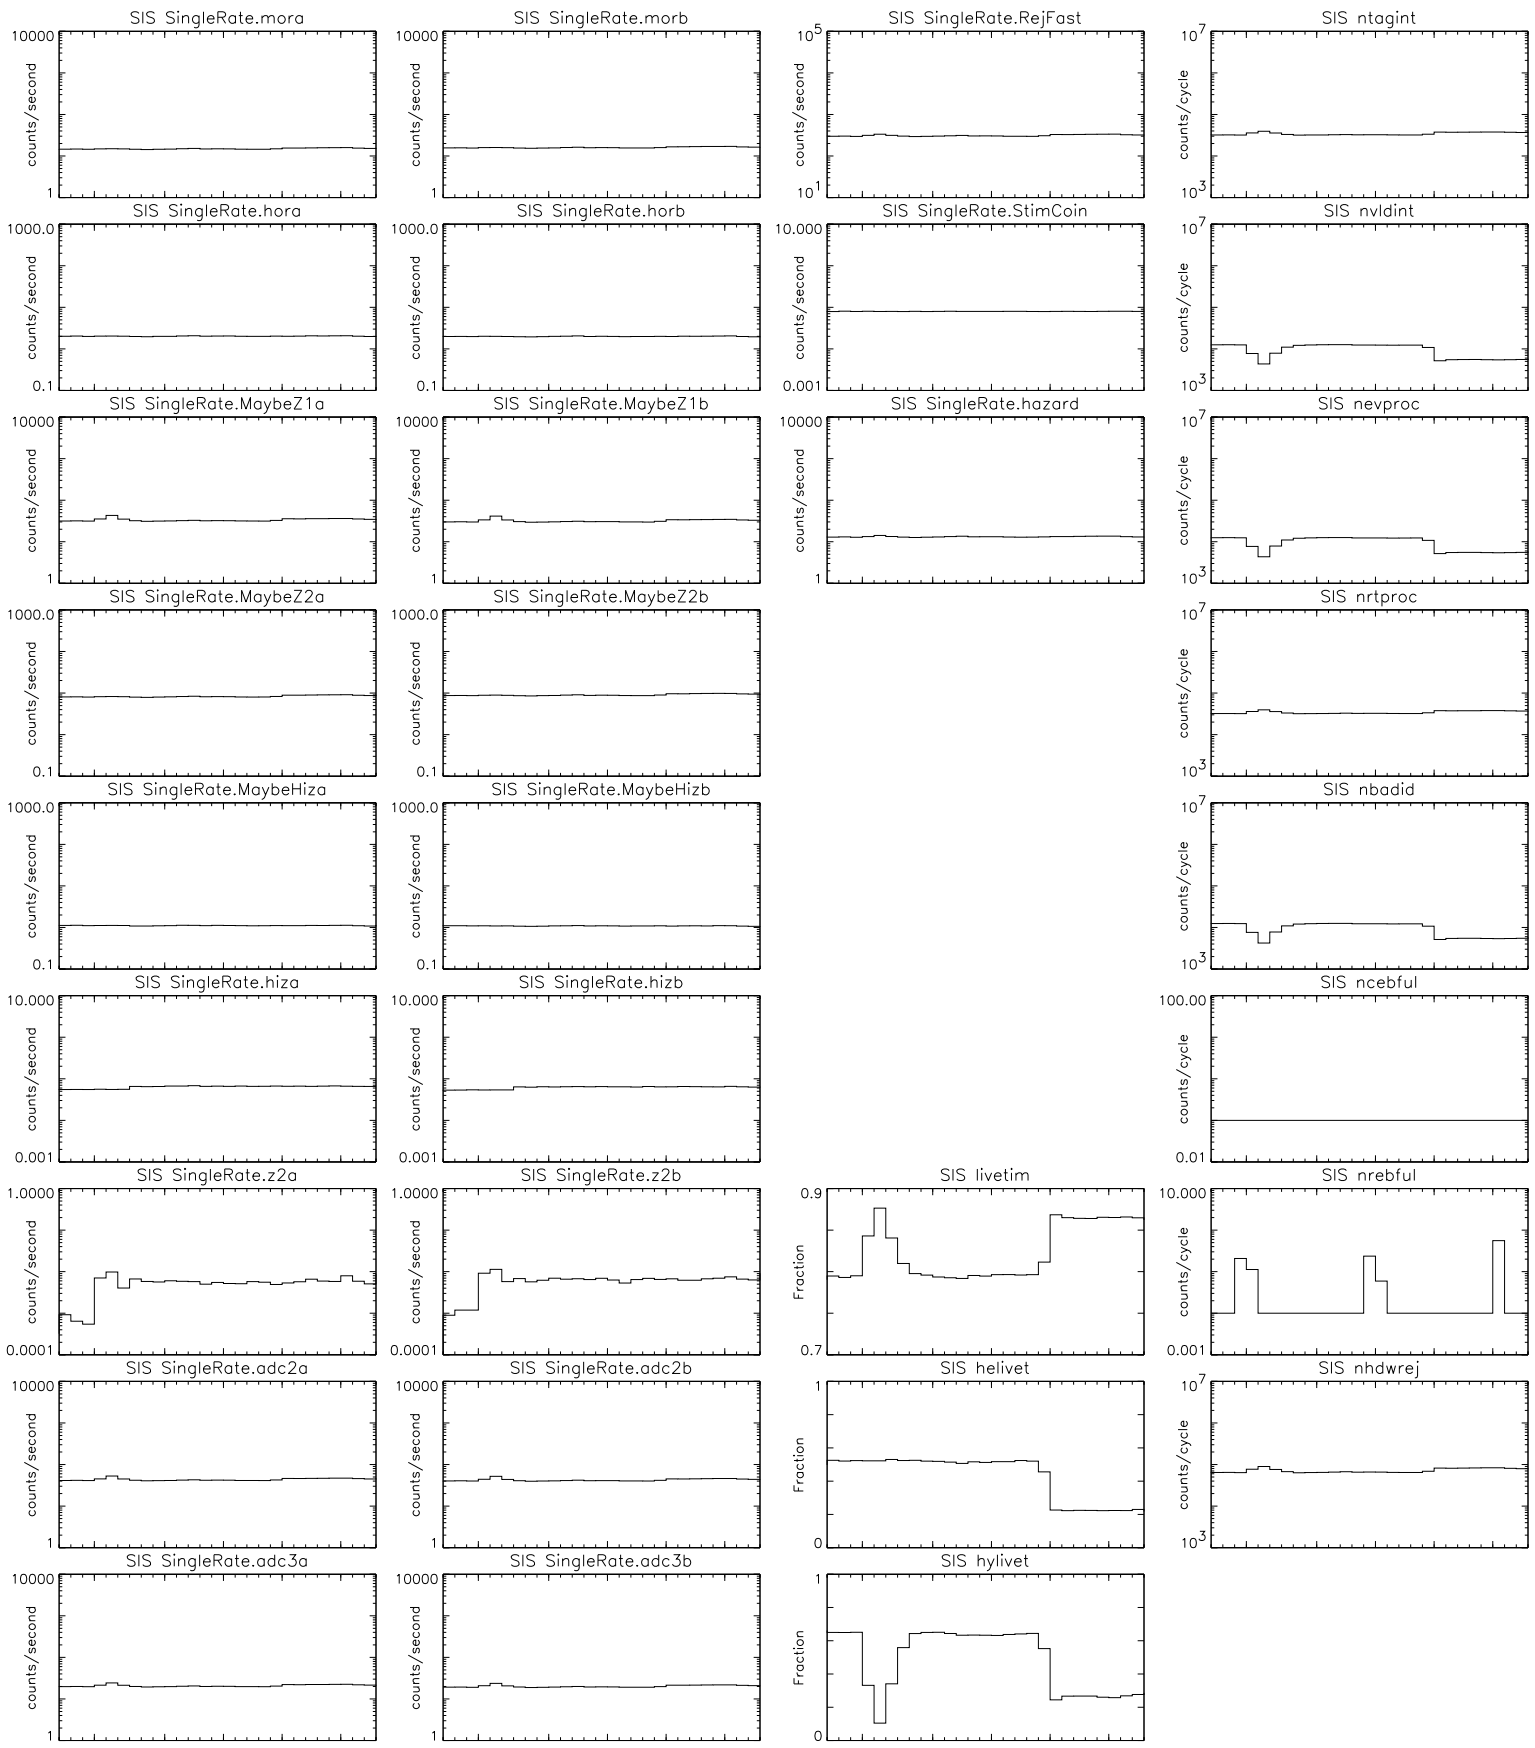 SIS SingleRate.mora
10000
counts/second
1
SIS SingleRate.morb
10000
counts/second
1
SIS SingleRate.RejFast
10^5
counts/second
10^1
SIS ntagint
10^7
counts/cycle
10^3
SIS SingleRate.hora
1000.0
counts/second
0.1
SIS SingleRate.horb
1000.0
counts/second
0.1
SIS SingleRate.StimCoin
10.000
counts/second
0.001
SIS nvldint
10^7
counts/cycle
10^3
SIS SingleRate.MaybeZ1a
10000
counts/second
1
SIS SingleRate.MaybeZ1b
10000
counts/second
1
SIS SingleRate.hazard
10000
counts/second
1
SIS nevproc
10^7
counts/cycle
10^3
SIS SingleRate.MaybeZ2a
1000.0
counts/second
0.1
SIS SingleRate.MaybeZ2b
1000.0
counts/second
0.1
SIS nrtproc
10^7
counts/cycle
10^3
SIS SingleRate.MaybeHiza
1000.0
counts/second
0.1
SIS SingleRate.MaybeHizb
1000.0
counts/second
0.1
SIS nbadid
10^7
counts/cycle
10^3
SIS SingleRate.hiza
10.000
counts/second
0.001
SIS SingleRate.hizb
10.000
counts/second
0.001
SIS ncebful
100.00
counts/cycle
0.01
SIS SingleRate.z2a
1.0000
counts/second
0.0001
SIS SingleRate.z2b
1.0000
counts/second
0.0001
SIS livetim
0.9
Fraction
0.7
SIS nrebful
10.000
counts/cycle
0.001
SIS SingleRate.adc2a
10000
counts/second
1
SIS SingleRate.adc2b
10000
counts/second
1
SIS helivet
1
Fraction
0
SIS nhdwrej
10^7
counts/cycle
10^3
SIS SingleRate.adc3a
10000
counts/second
1
SIS SingleRate.adc3b
10000
counts/second
1
SIS hylivet
1
Fraction
0